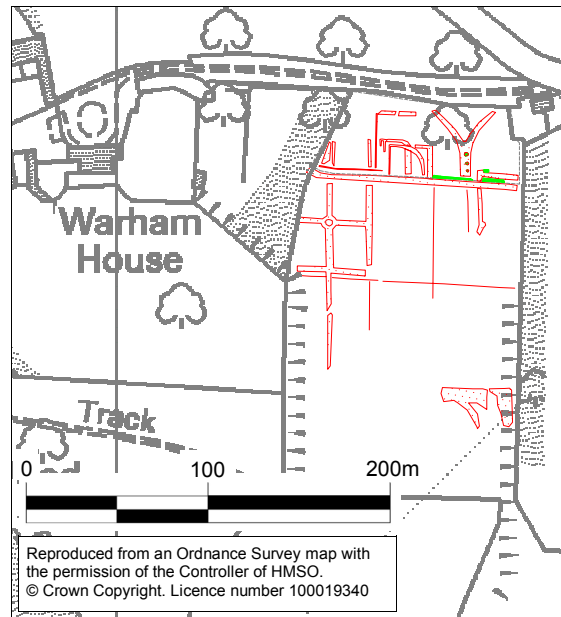 Warham
House
Track
0 100 200m
Reproduced from an Ordnance Survey map with
the permission of the Controller of HMSO.
© Crown Copyright. Licence number 100019340